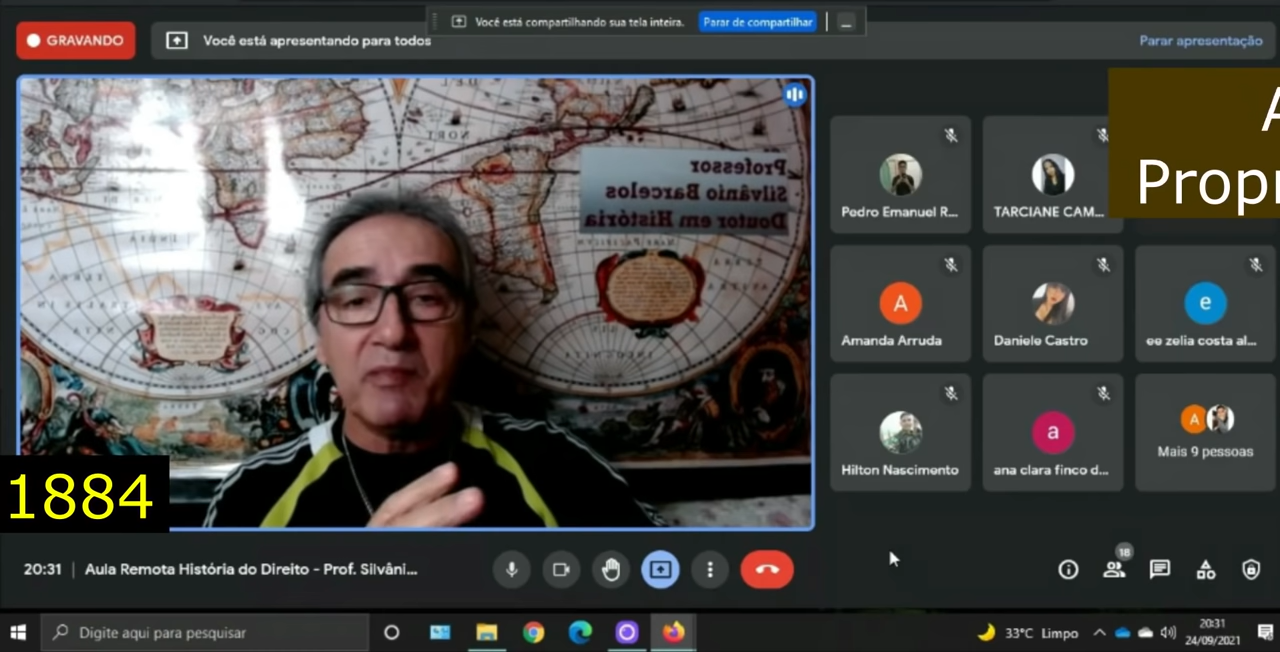 Você está compartilhando sua tela inteira.
Parar de compartilhar
GRAVANDO
Você está apresentando para todos
Parar apresentação
Professor
Silvânio Barcelos
Doutor em História
A
Propr
Pedro Emanuel R...
TARCIANE CAM...
Amanda Arruda
Daniele Castro
ee zelia costa al...
Hilton Nascimento
ana clara finco d...
Mais 9 pessoas
A
e
a
A
1884
20:31 | Aula Remota História do Direito - Prof. Silvâni...
18
Digite aqui para pesquisar
33°C Limpo
20:31
24/09/2021